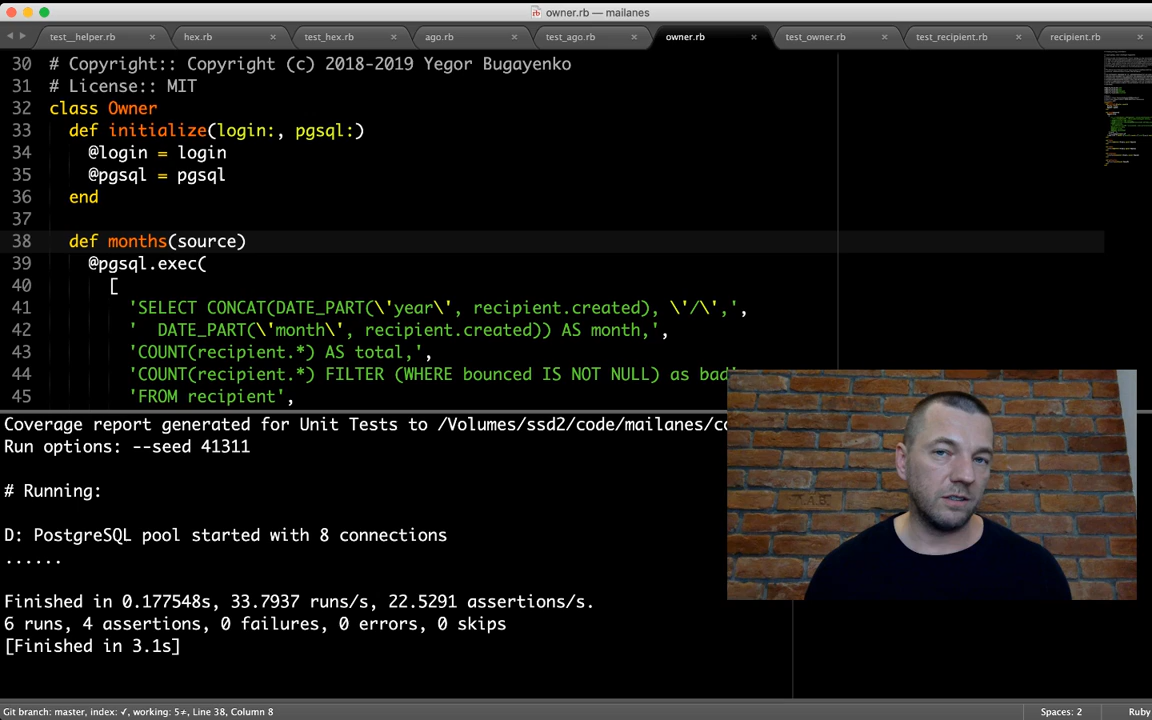 owner.rb — mailanes
test__helper.rb × hex.rb × test_hex.rb × ago.rb × test_ago.rb × owner.rb × test_owner.rb × test_recipient.rb × recipient.rb ×
30 # Copyright:: Copyright (c) 2018-2019 Yegor Bugayenko
31 # License:: MIT
32 class Owner
33 def initialize(login:, pgsql:)
34 @login = login
35 @pgsql = pgsql
36 end
37
38 def months(source)
39 @pgsql.exec(
40 [
41 'SELECT CONCAT(DATE_PART(\'year\', recipient.created), \'/\',',
42 ' DATE_PART(\'month\', recipient.created)) AS month,',
43 'COUNT(recipient.*) AS total,',
44 'COUNT(recipient.*) FILTER (WHERE bounced IS NOT NULL) as bad
45 'FROM recipient',
Coverage report generated for Unit Tests to /Volumes/ssd2/code/mailanes/co
Run options: --seed 41311
# Running:
D: PostgreSQL pool started with 8 connections
......
Finished in 0.177548s, 33.7937 runs/s, 22.5291 assertions/s.
6 runs, 4 assertions, 0 failures, 0 errors, 0 skips
[Finished in 3.1s]
Git branch: master, index: ✓, working: 5≠, Line 38, Column 8 Spaces: 2 Ruby